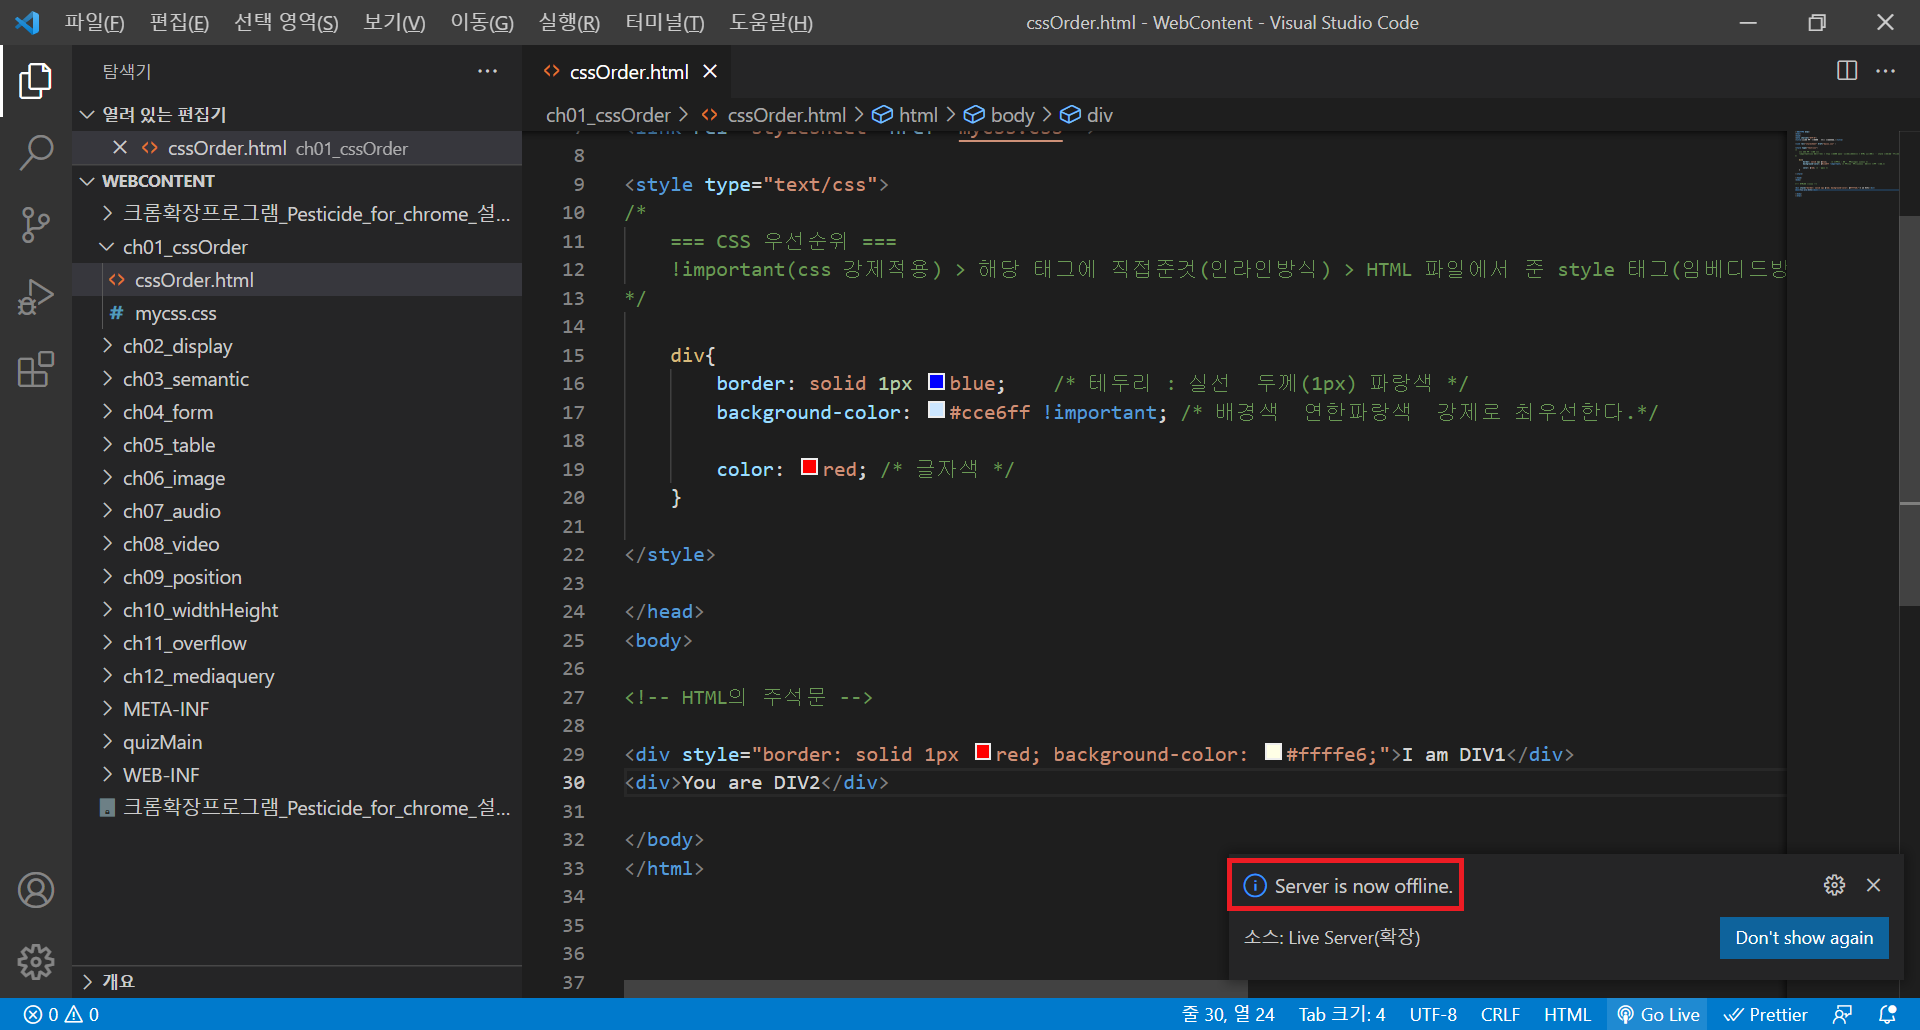 파일(F) 편집(E) 선택 영역(S) 보기(V) 이동(G) 실행(R) 터미널(T) 도움말(H) cssOrder.html - WebContent - Visual Studio Code
탐색기
열려 있는 편집기
cssOrder.html ch01_cssOrder
WEBCONTENT
크롬확장프로그램_Pesticide_for_chrome_설...
ch01_cssOrder
cssOrder.html
mycss.css
ch02_display
ch03_semantic
ch04_form
ch05_table
ch06_image
ch07_audio
ch08_video
ch09_position
ch10_widthHeight
ch11_overflow
ch12_mediaquery
META-INF
quizMain
WEB-INF
크롬확장프로그램_Pesticide_for_chrome_설...
개요
cssOrder.html
ch01_cssOrder > cssOrder.html > html > body > div
8
9 <style type="text/css">
10 /*
11 === CSS 우선순위 ===
12 !important(css 강제적용) > 해당 태그에 직접준것(인라인방식) > HTML 파일에서 준 style 태그(임베디드방
13 */
14
15 div{
16 border: solid 1px blue; /* 테두리 : 실선 두께(1px) 파랑색 */
17 background-color: #cce6ff !important; /* 배경색 연한파랑색 강제로 최우선한다.*/
18
19 color: red; /* 글자색 */
20 }
21
22 </style>
23
24 </head>
25 <body>
26
27 <!-- HTML의 주석문 -->
28
29 <div style="border: solid 1px red; background-color: #ffffe6;">I am DIV1</div>
30 <div>You are DIV2</div>
31
32 </body>
33 </html>
34
35
36
37
Server is now offline.
소스: Live Server(확장)
Don't show again
0 0 줄 30, 열 24 Tab 크기: 4 UTF-8 CRLF HTML Go Live Prettier